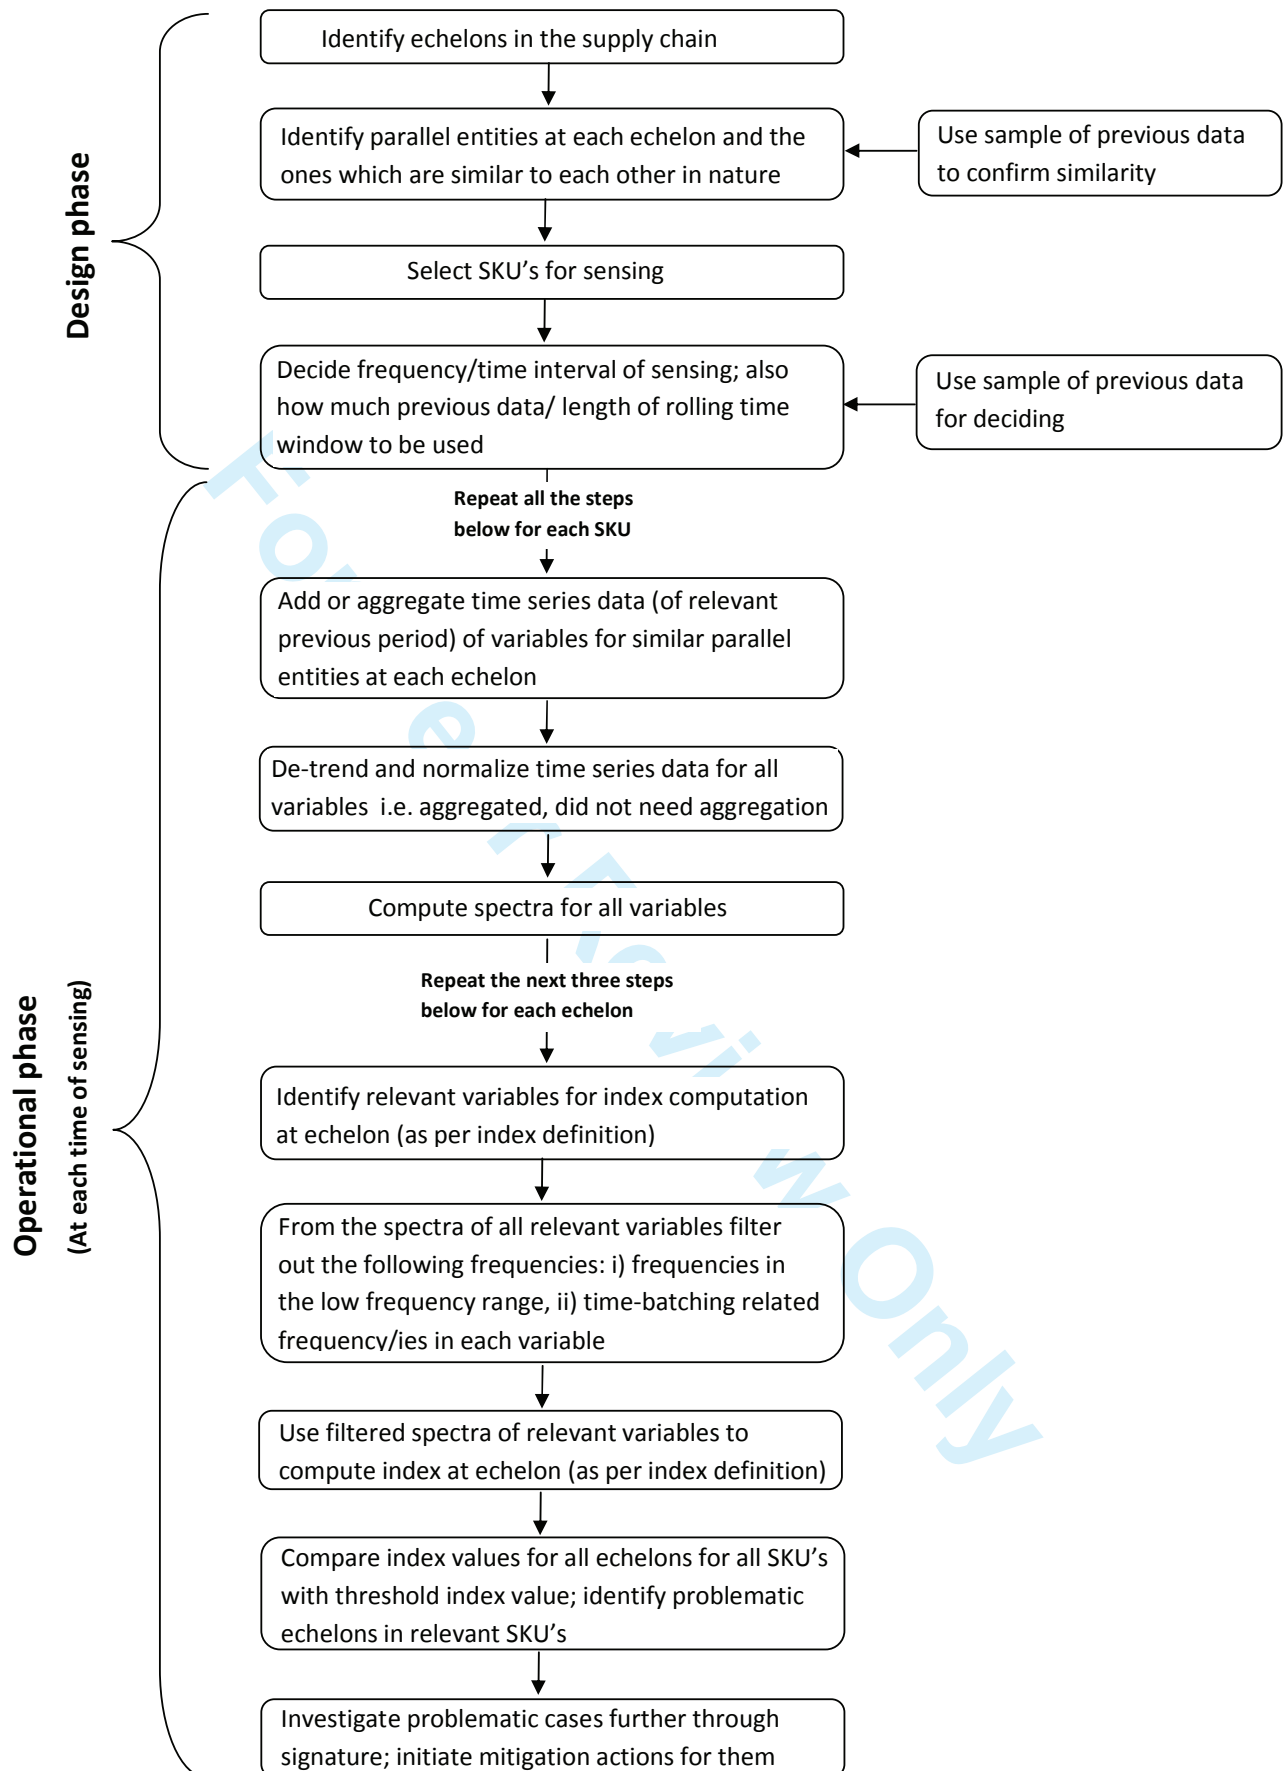 Identify echelons in the supply chain
Identify parallel entities at each echelon and the
ones which are similar to each other in nature
Use sample of previous data
to confirm similarity
Select SKU's for sensing
Design phase
Decide frequency/time interval of sensing; also
how much previous data/ length of rolling time
window to be used
Use sample of previous data
for deciding
Repeat all the steps
below for each SKU
Add or aggregate time series data (of relevant
previous period) of variables for similar parallel
entities at each echelon
De-trend and normalize time series data for all
variables i.e. aggregated, did not need aggregation
Compute spectra for all variables
Repeat the next three steps
below for each echelon
Operational phase
(At each time of sensing)
Identify relevant variables for index computation
at echelon (as per index definition)
From the spectra of all relevant variables filter
out the following frequencies: i) frequencies in
the low frequency range, ii) time-batching related
frequency/ies in each variable
Use filtered spectra of relevant variables to
compute index at echelon (as per index definition)
Compare index values for all echelons for all SKU's
with threshold index value; identify problematic
echelons in relevant SKU's
Investigate problematic cases further through
signature; initiate mitigation actions for them
Only